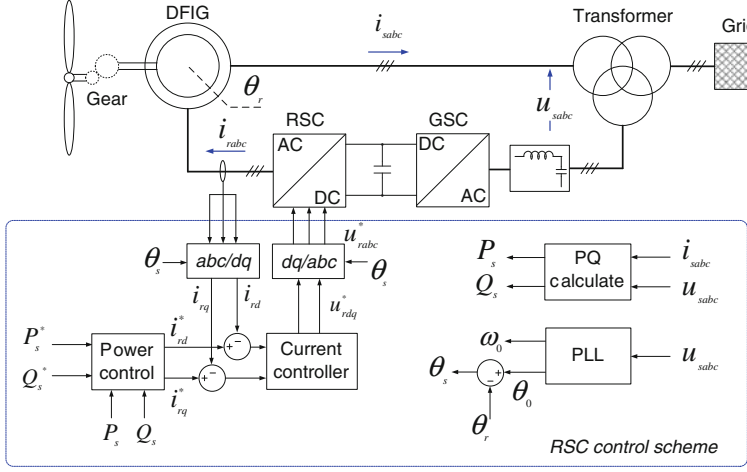 DFIG
i_sabc
Transformer
Gri
Gear
θ_r
u_sabc
i_rabc
RSC
GSC
AC
DC
DC
AC
u*_rabc
θ_s
abc/dq
dq/abc
θ_s
i_rq
i_rd
u*_rdq
P_s
PQ
calculate
i_sabc
Q_s
u_sabc
P_s*
i*_rd
Power
control
+ -
Current
controller
Q_s*
+ -
i*_rq
P_s
Q_s
ω_0
PLL
u_sabc
θ_s
- +
θ_0
θ_r
RSC control scheme